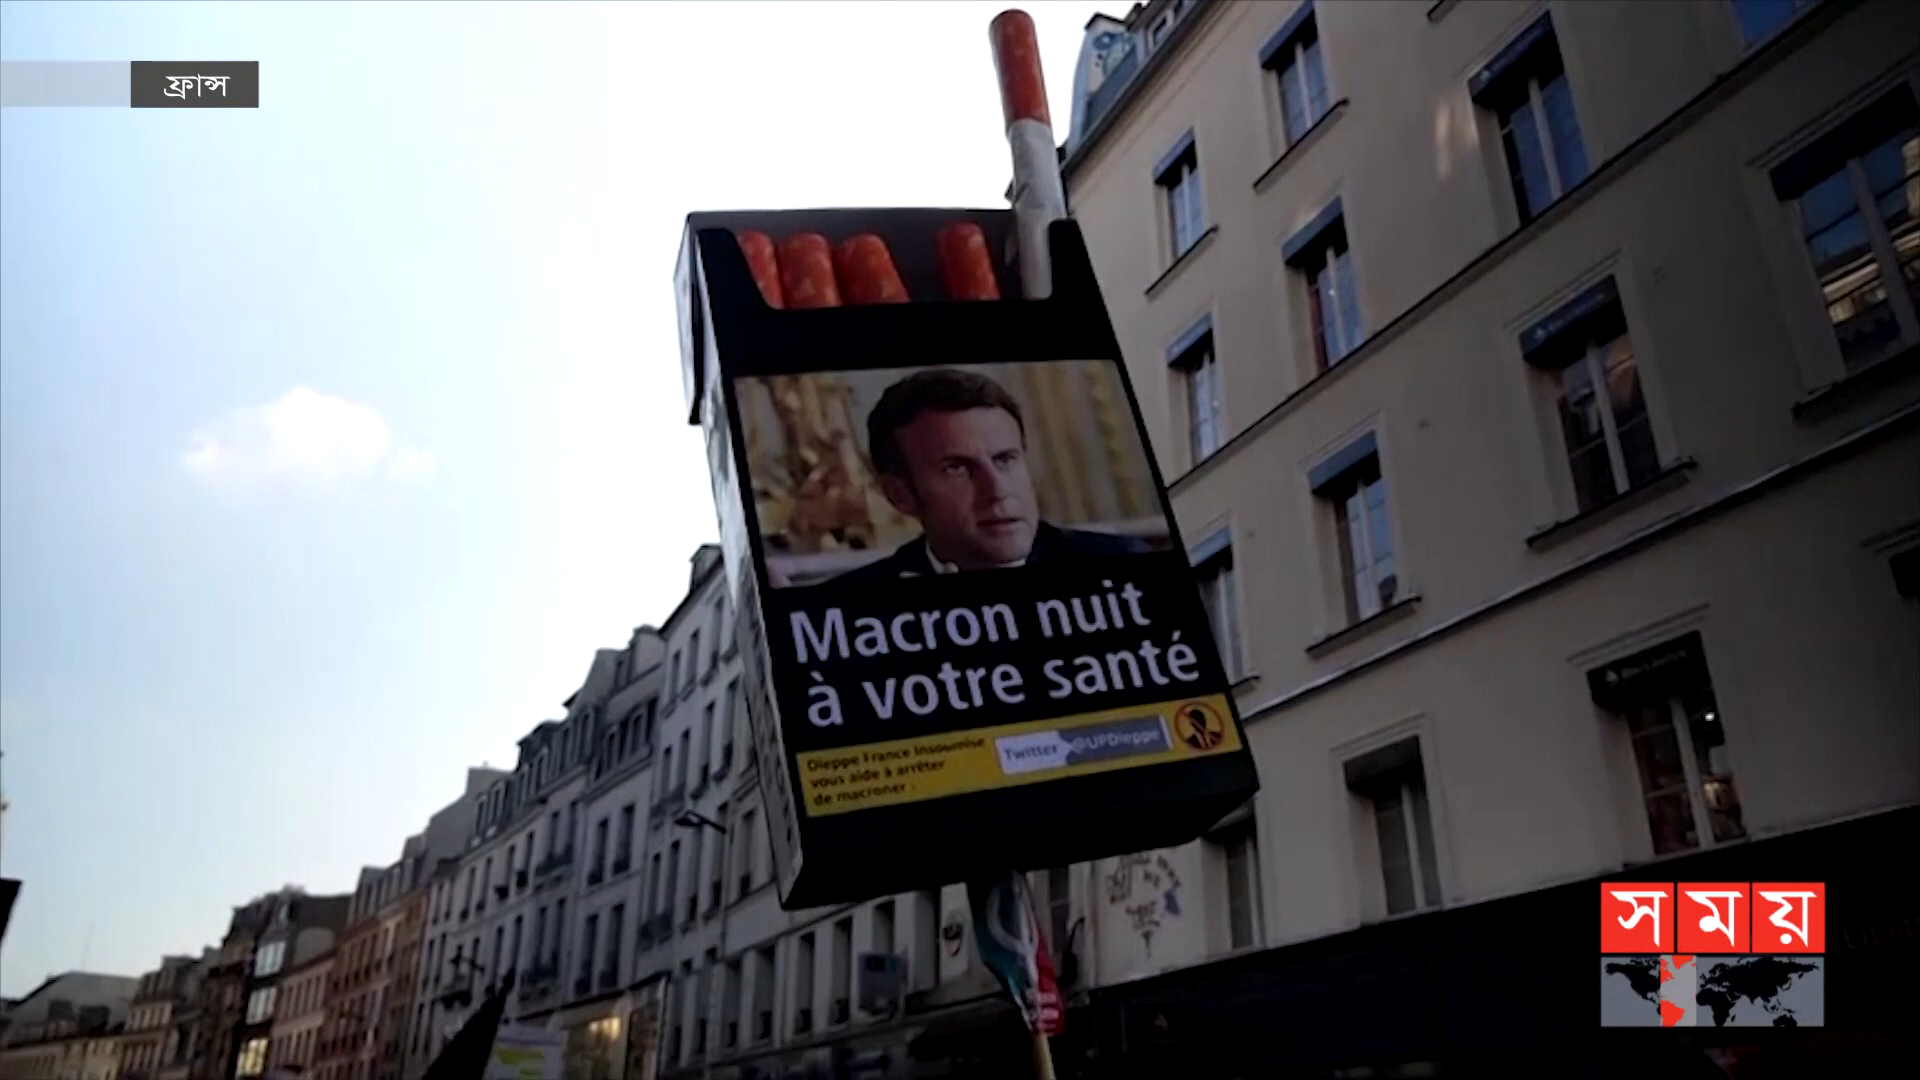 ফ্রান্স
Macron nuit
à votre santé
Dieppe France Insoumise
vous aide à arrêter
de macroner :
Twitter @UPDieppe
সময়